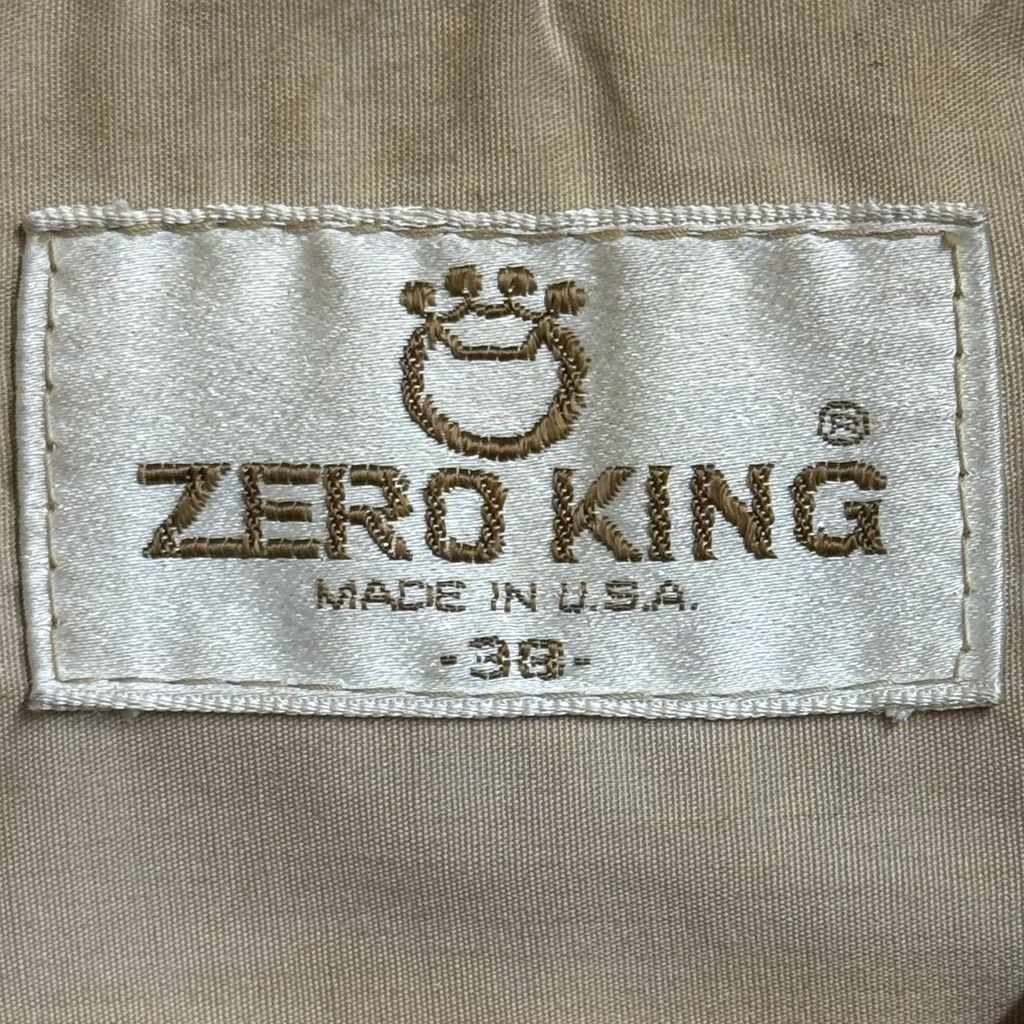 ®
ZERO KING
MADE IN U.S.A.
-38-